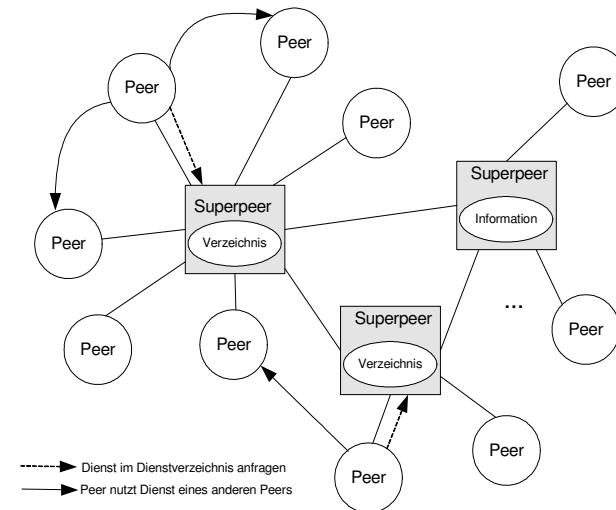 Peer
Peer
Peer
Peer
Superpeer
Superpeer
Verzeichnis
Information
Peer
Superpeer
...
Peer
Peer
Peer
Verzeichnis
Peer
Dienst im Dienstverzeichnis anfragen
Peer
Peer nutzt Dienst eines anderen Peers